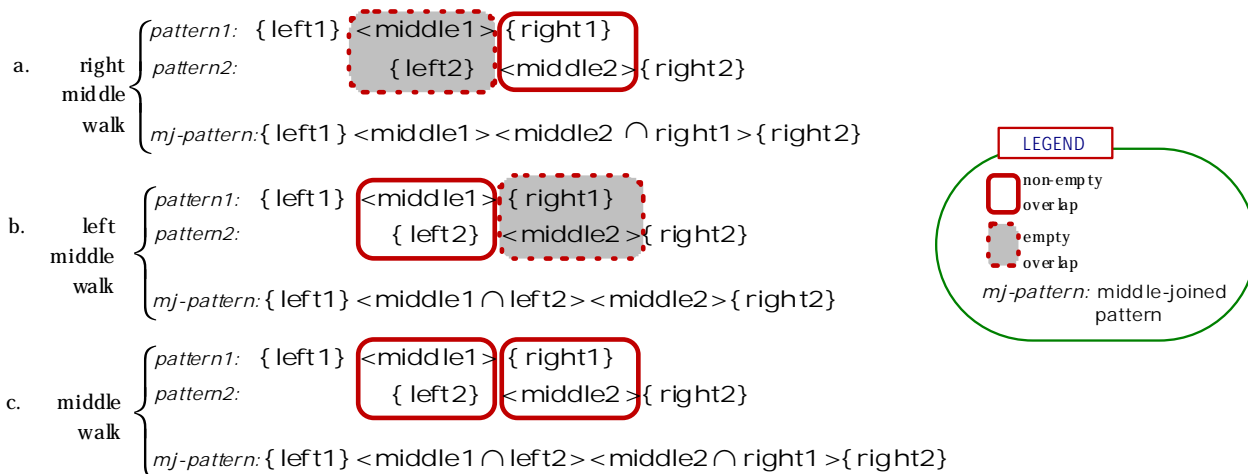 pattern1: {left1} <middle1> {right1}
a. right middle walk
pattern2: {left2} <middle2>{right2}
mj-pattern:{left1}<middle1><middle2 ∩ right1>{right2}
pattern1: {left1} <middle1> {right1}
b. left middle walk
pattern2: {left2} <middle2>{right2}
mj-pattern:{left1}<middle1 ∩ left2><middle2>{right2}
pattern1: {left1} <middle1> {right1}
c. middle walk
pattern2: {left2} <middle2>{right2}
mj-pattern:{left1}<middle1 ∩ left2><middle2 ∩ right1>{right2}
LEGEND
non-empty
overlap
empty
overlap
mj-pattern: middle-joined
pattern